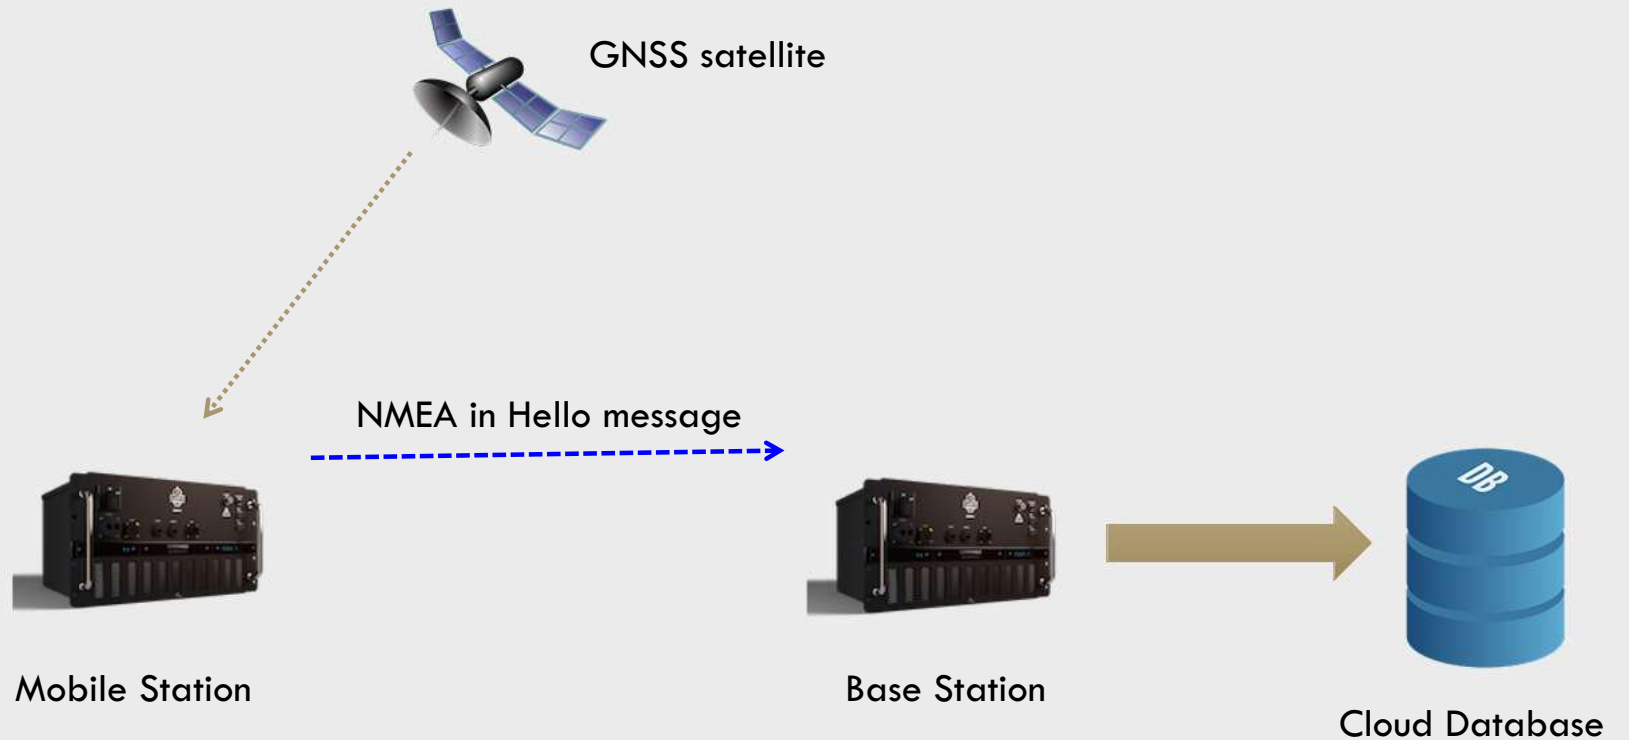 GNSS satellite
NMEA in Hello message
DB
Mobile Station
Base Station
Cloud Database